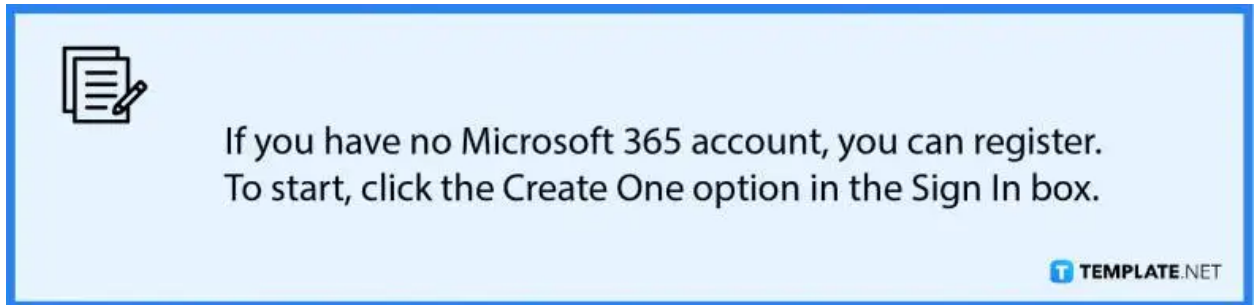 If you have no Microsoft 365 account, you can register.
To start, click the Create One option in the Sign In box.
T TEMPLATE.NET